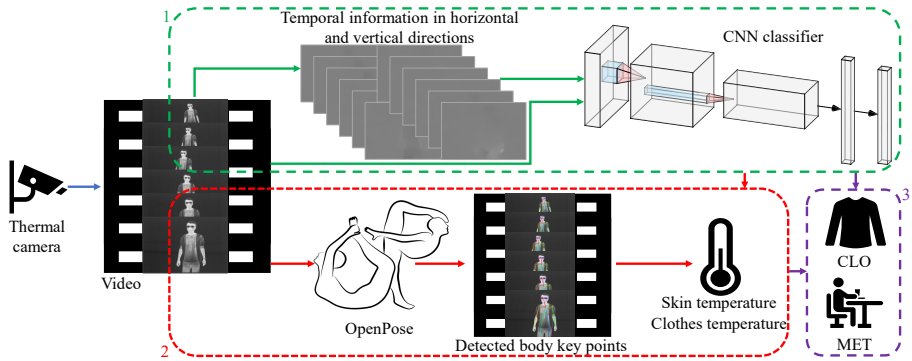 1
Temporal information in horizontal
and vertical directions
CNN classifier
Thermal
camera
Video
OpenPose
Detected body key points
Skin temperature
Clothes temperature
2
3
CLO
MET